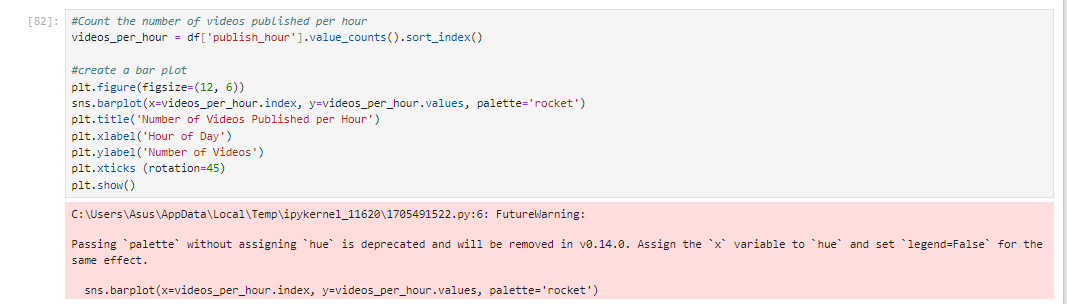 [82]: #Count the number of videos published per hour
videos_per_hour = df['publish_hour'].value_counts().sort_index()
#create a bar plot
plt.figure(figsize=(12, 6))
sns.barplot(x=videos_per_hour.index, y=videos_per_hour.values, palette='rocket')
plt.title('Number of Videos Published per Hour')
plt.xlabel('Hour of Day')
plt.ylabel('Number of Videos')
plt.xticks (rotation=45)
plt.show()
C:\Users\Asus\AppData\Local\Temp\ipykernel_11620\1705491522.py:6: FutureWarning:
Passing `palette` without assigning `hue` is deprecated and will be removed in v0.14.0. Assign the `x` variable to `hue` and set `legend=False` for the
same effect.
sns.barplot(x=videos_per_hour.index, y=videos_per_hour.values, palette='rocket')